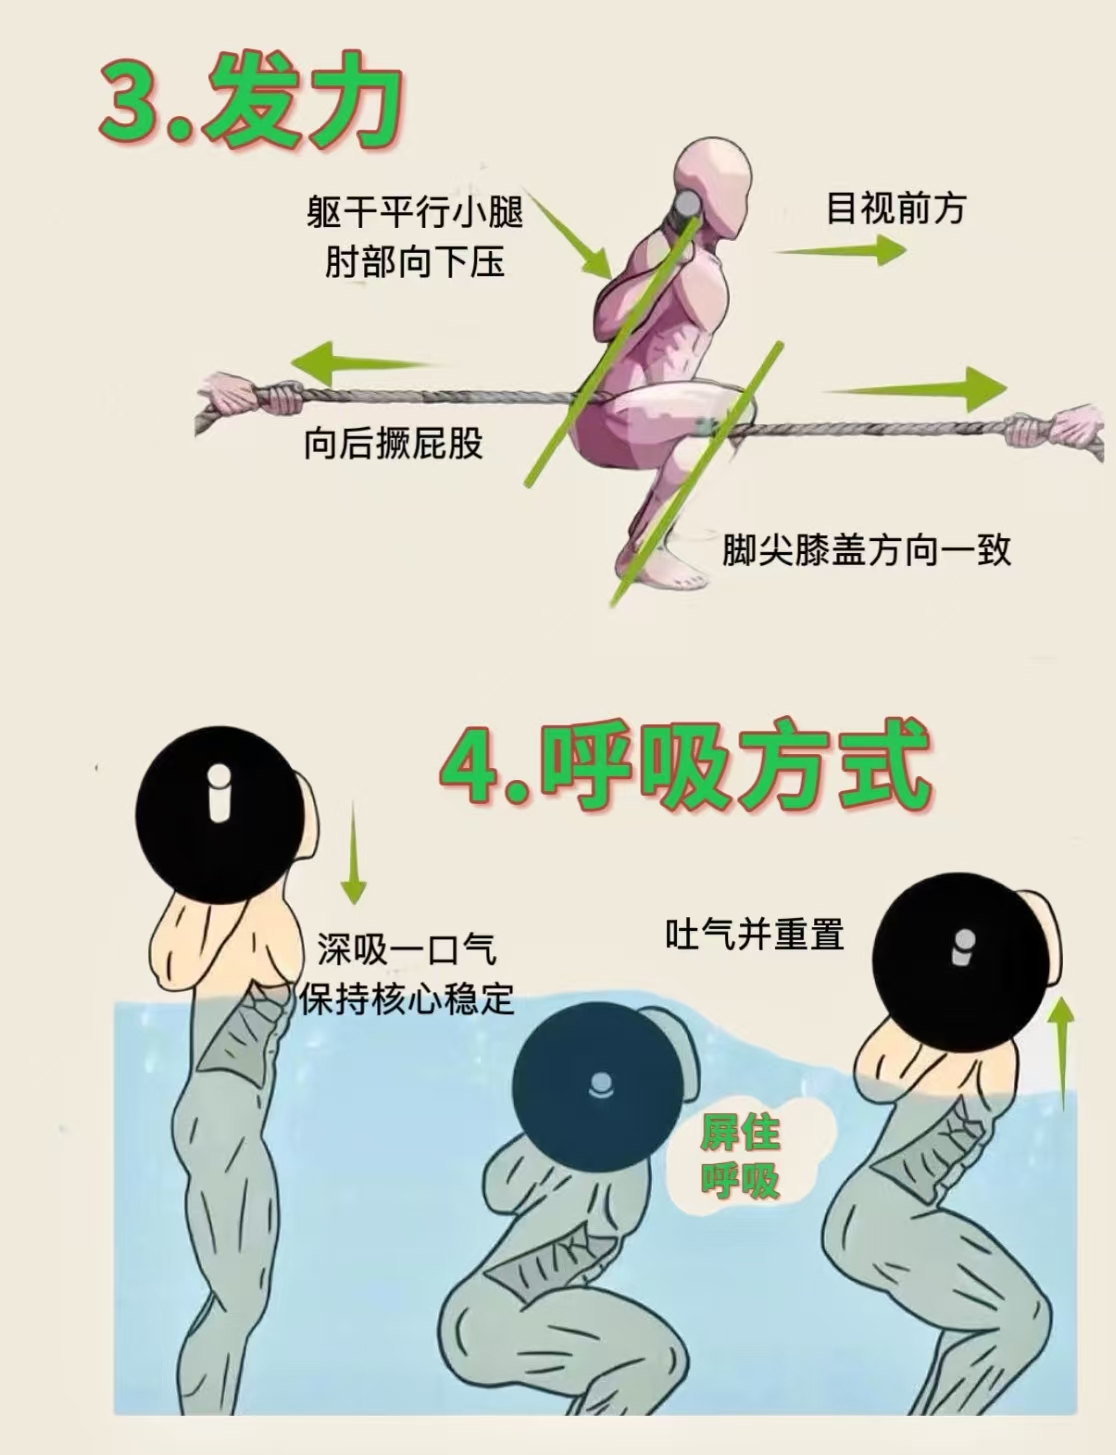 3.发力
躯干平行小腿
肘部向下压
目视前方
向后撅屁股
脚尖膝盖方向一致
4.呼吸方式
深吸一口气
保持核心稳定
吐气并重置
屏住
呼吸